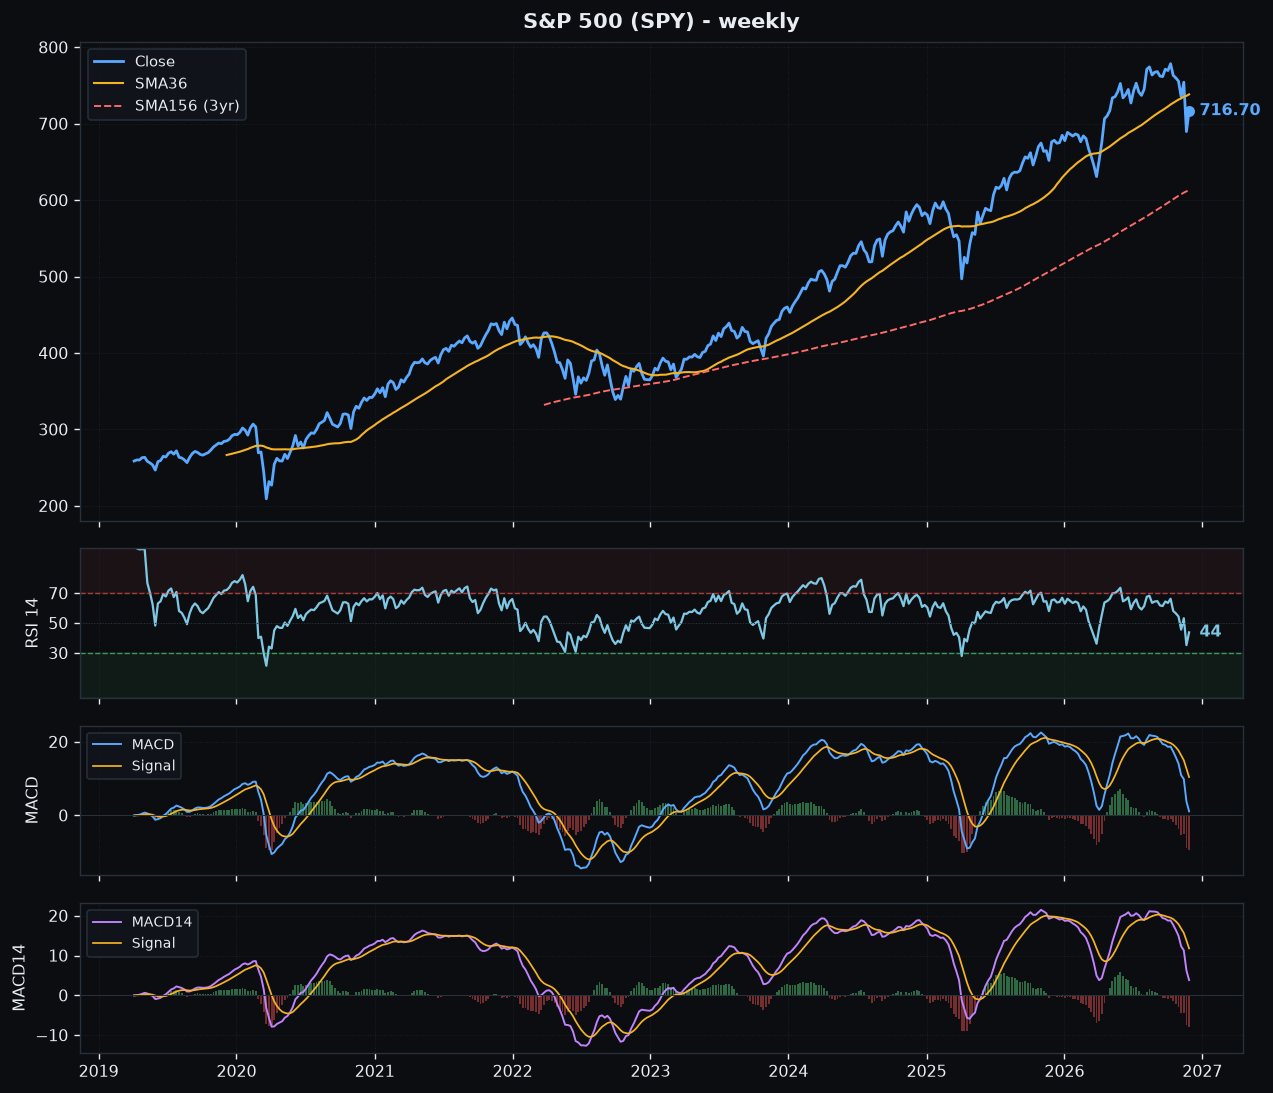 S&P 500 (SPY) - weekly
800
700
600
500
400
300
200
Close
SMA36
SMA156 (3yr)
716.70
RSI 14
70
50
30
44
MACD
20
0
MACD
Signal
MACD14
20
10
0
−10
MACD14
Signal
2019 2020 2021 2022 2023 2024 2025 2026 2027